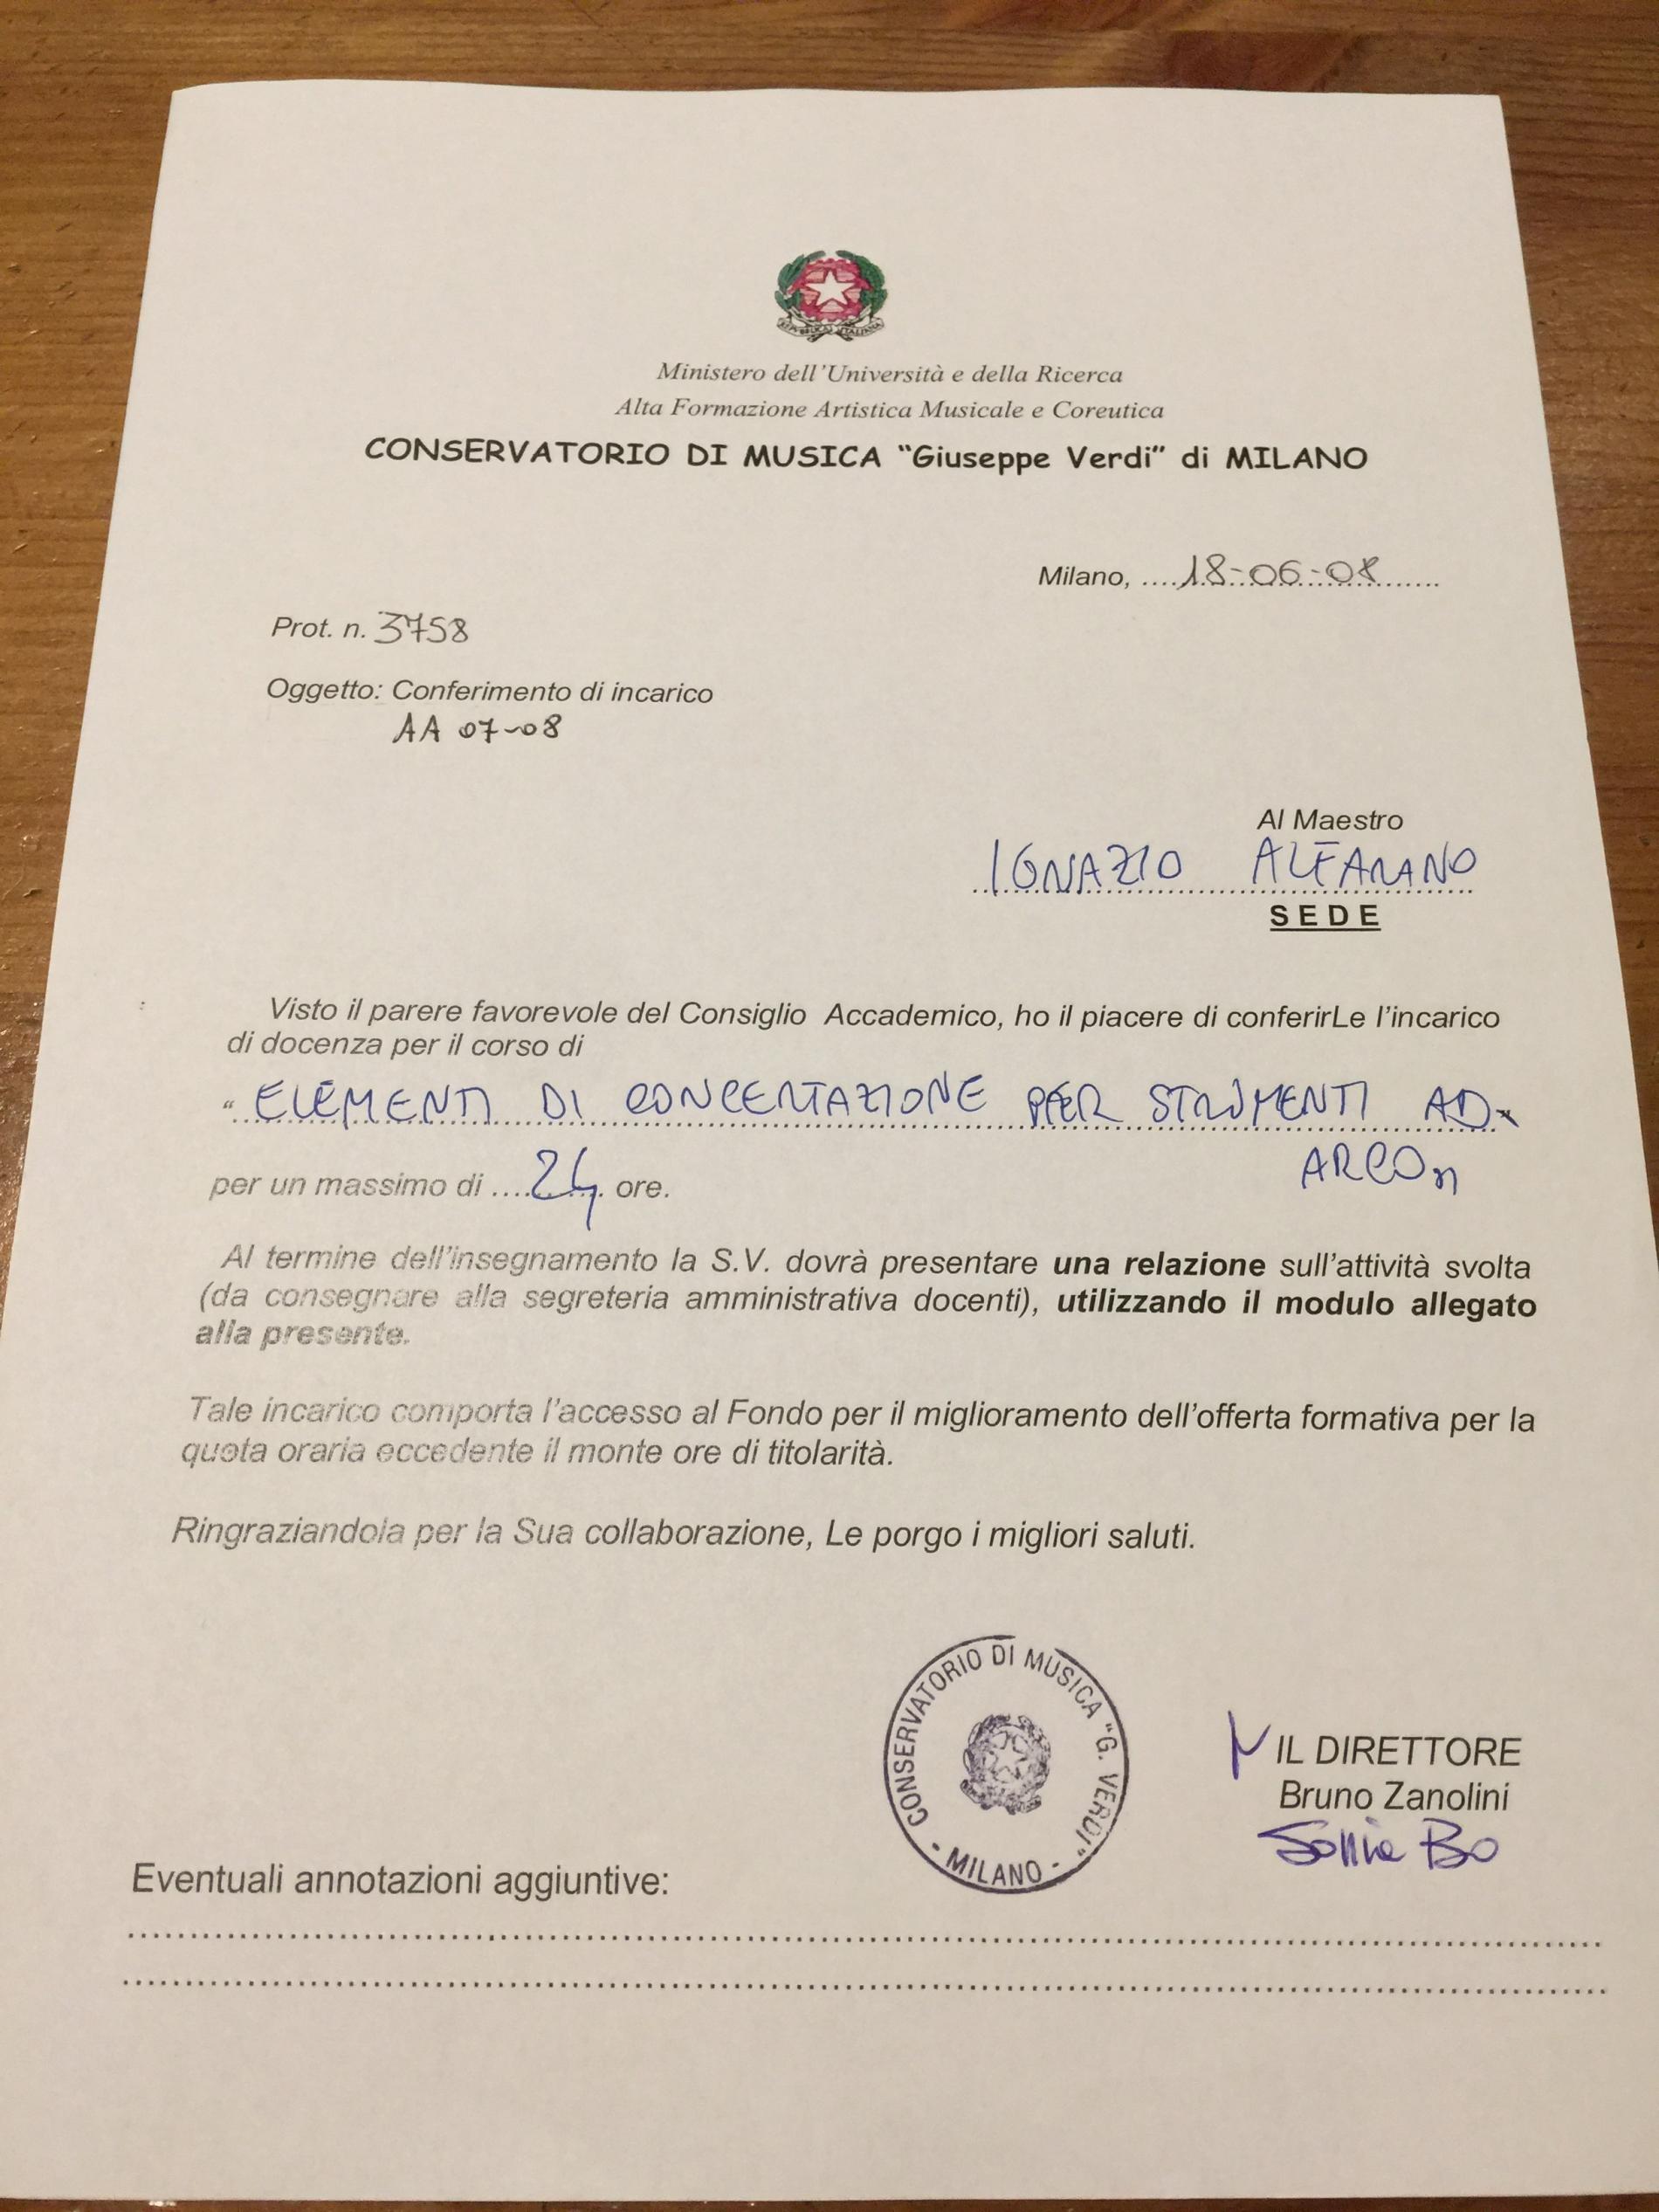 REPVBBLICA ITALIANA
Ministero dell'Università e della Ricerca
Alta Formazione Artistica Musicale e Coreutica
CONSERVATORIO DI MUSICA “Giuseppe Verdi” di MILANO
Milano, ....18-06-08........
Prot. n. 3758
Oggetto: Conferimento di incarico
AA 07-08
Al Maestro
IGNAZIO ALFARANO
SEDE
Visto il parere favorevole del Consiglio Accademico, ho il piacere di conferirLe l'incarico
di docenza per il corso di
“ ELEMENTI DI CONCERTAZIONE PER STRUMENTI AD
ARCO"
per un massimo di ....24.... ore.
Al termine dell'insegnamento la S.V. dovrà presentare una relazione sull'attività svolta
(da consegnare alla segreteria amministrativa docenti), utilizzando il modulo allegato
alla presente.
Tale incarico comporta l'accesso al Fondo per il miglioramento dell'offerta formativa per la
quota oraria eccedente il monte ore di titolarità.
Ringraziandola per la Sua collaborazione, Le porgo i migliori saluti.
CONSERVATORIO DI MUSICA "G. VERDI"
- MILANO -
IL DIRETTORE
Bruno Zanolini
Sonia Bo
Eventuali annotazioni aggiuntive: